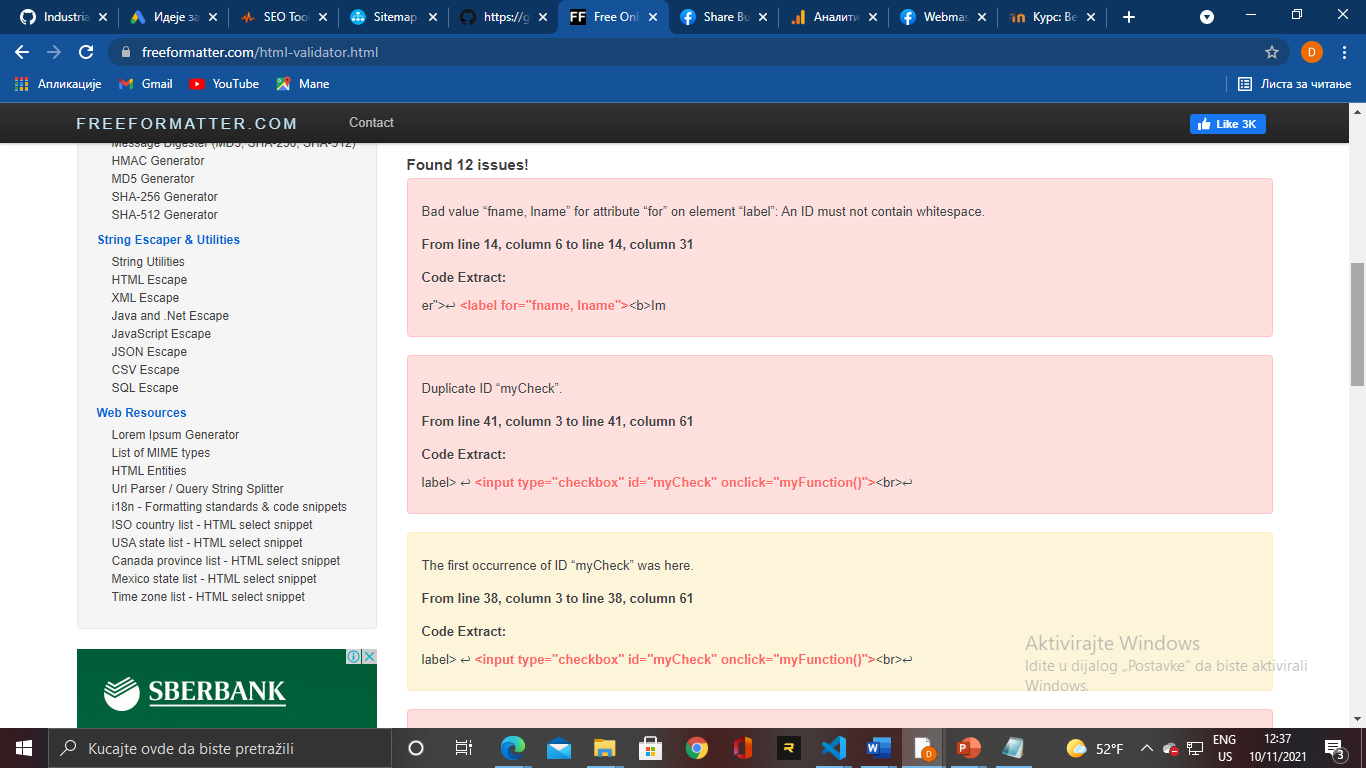 Industria
Идеје за
SEO Tool
Sitemap
https://g
FF
Free Onl
Share Bu
Аналити
Webmas
Курс: Ве
freeformatter.com/html-validator.html
D
Апликације
Gmail
YouTube
Мапе
Листа за читање
FREEFORMATTER.COM
Contact
Like 3K
Message Digester (MD5, SHA-256, SHA-512)
HMAC Generator
MD5 Generator
SHA-256 Generator
SHA-512 Generator
String Escaper & Utilities
String Utilities
HTML Escape
XML Escape
Java and .Net Escape
JavaScript Escape
JSON Escape
CSV Escape
SQL Escape
Web Resources
Lorem Ipsum Generator
List of MIME types
HTML Entities
Url Parser / Query String Splitter
i18n - Formatting standards & code snippets
ISO country list - HTML select snippet
USA state list - HTML select snippet
Canada province list - HTML select snippet
Mexico state list - HTML select snippet
Time zone list - HTML select snippet
SBERBANK
Found 12 issues!
Bad value “fname, lname” for attribute “for” on element “label”: An ID must not contain whitespace.
From line 14, column 6 to line 14, column 31
Code Extract:
er">↩ <label for="fname, lname"><b>Im
Duplicate ID “myCheck”.
From line 41, column 3 to line 41, column 61
Code Extract:
label> ↩ <input type="checkbox" id="myCheck" onclick="myFunction()"><br>↩
The first occurrence of ID “myCheck” was here.
From line 38, column 3 to line 38, column 61
Code Extract:
label> ↩ <input type="checkbox" id="myCheck" onclick="myFunction()"><br>↩
Aktivirajte Windows
Idite u dijalog „Postavke“ da biste aktivirali
Windows.
Kucajte ovde da biste pretražili
52°F
ENG
US
12:37
10/11/2021
3